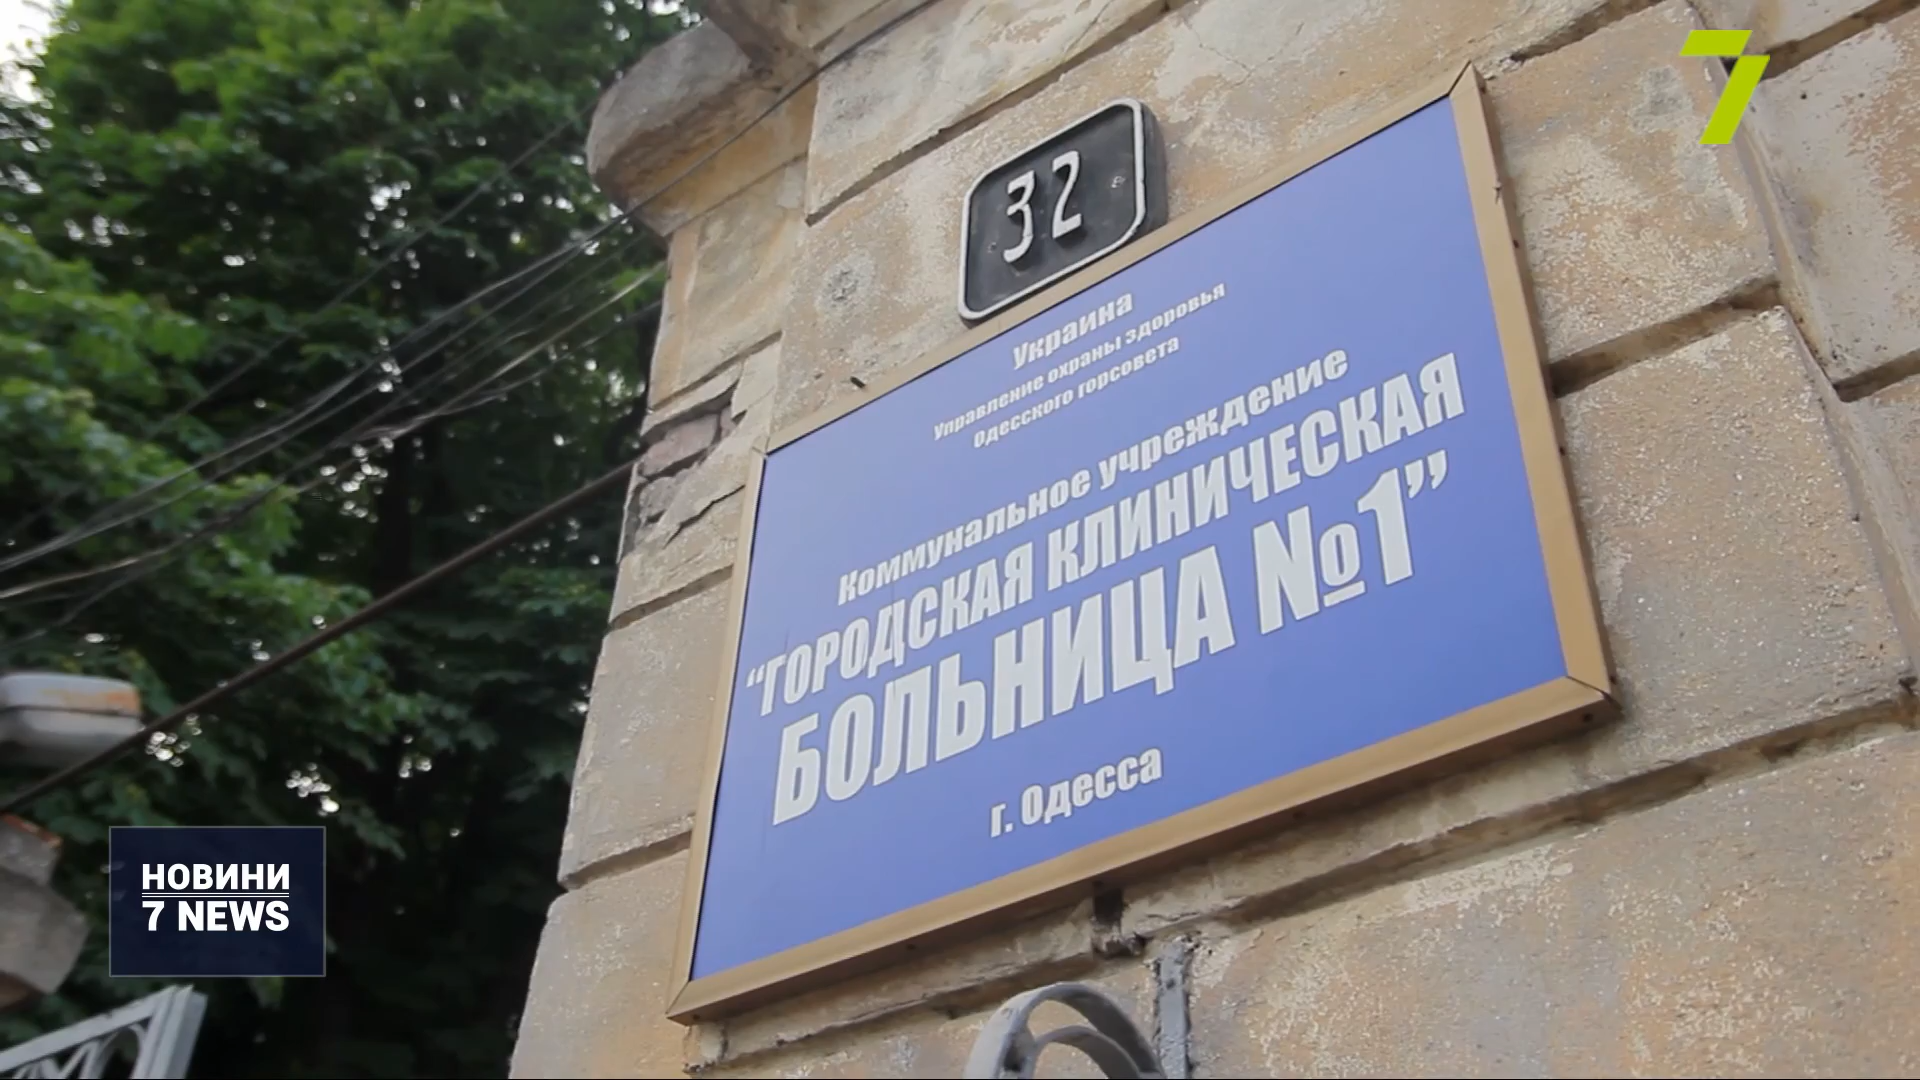 7
32
Украина
Управление охраны здоровья
Одесского горсовета
Коммунальное учреждение
“ГОРОДСКАЯ КЛИНИЧЕСКАЯ
БОЛЬНИЦА №1”
г. Одесса
НОВИНИ
7 NEWS